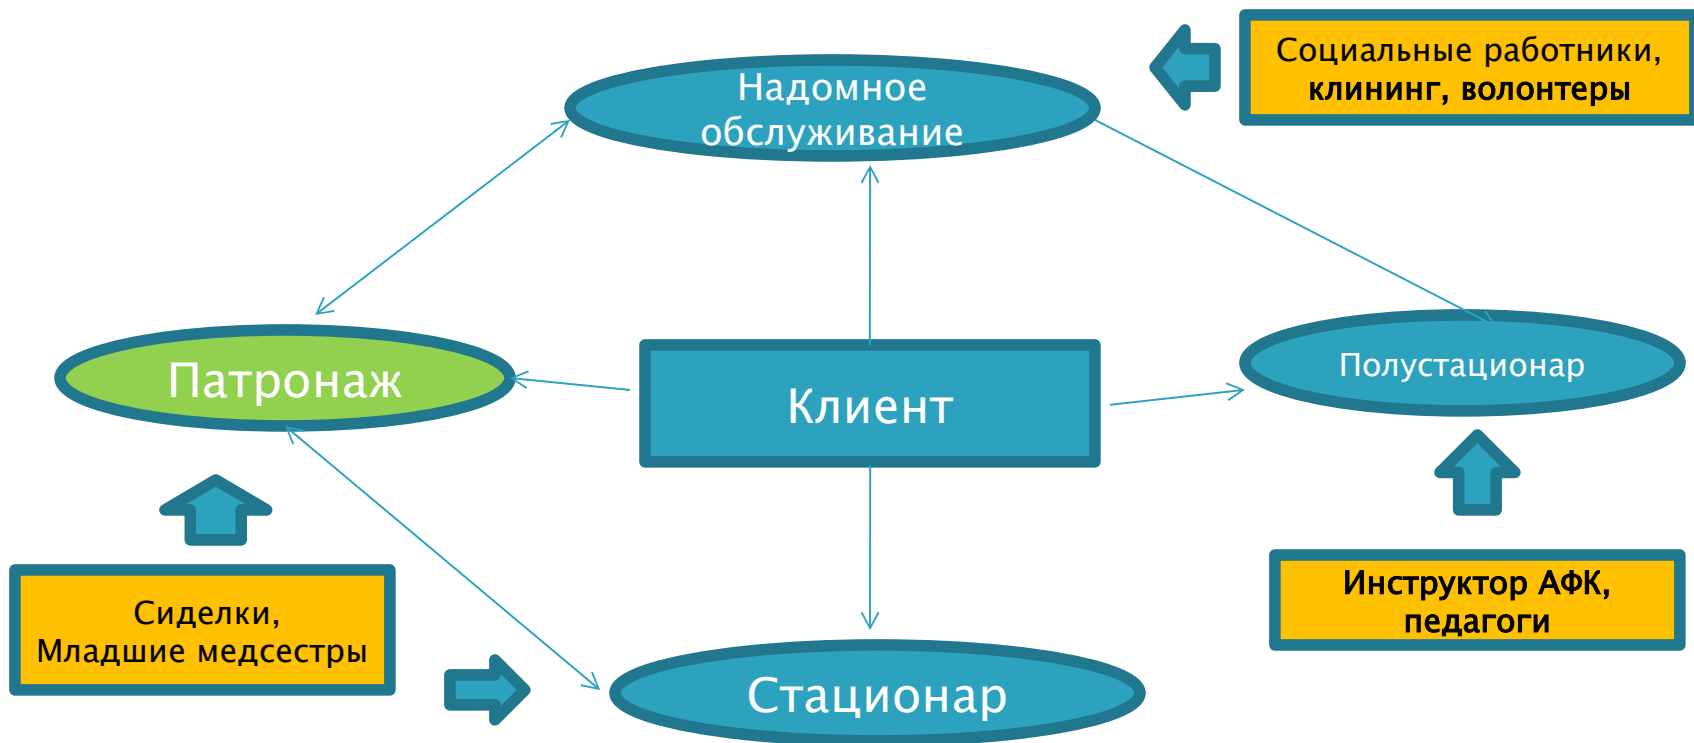 Социальные работники,
клининг, волонтеры
Надомное
обслуживание
Патронаж
Клиент
Полустационар
Сиделки,
Младшие медсестры
Инструктор АФК,
педагоги
Стационар